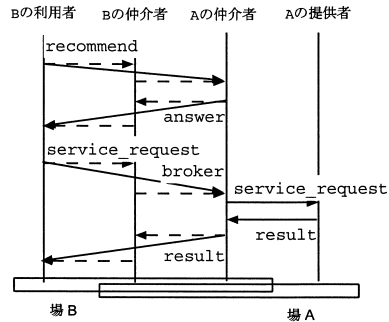 Bの利用者 Bの仲介者 Aの仲介者 Aの提供者
recommend
answer
service_request
broker
service_request
result
result
場B
場A